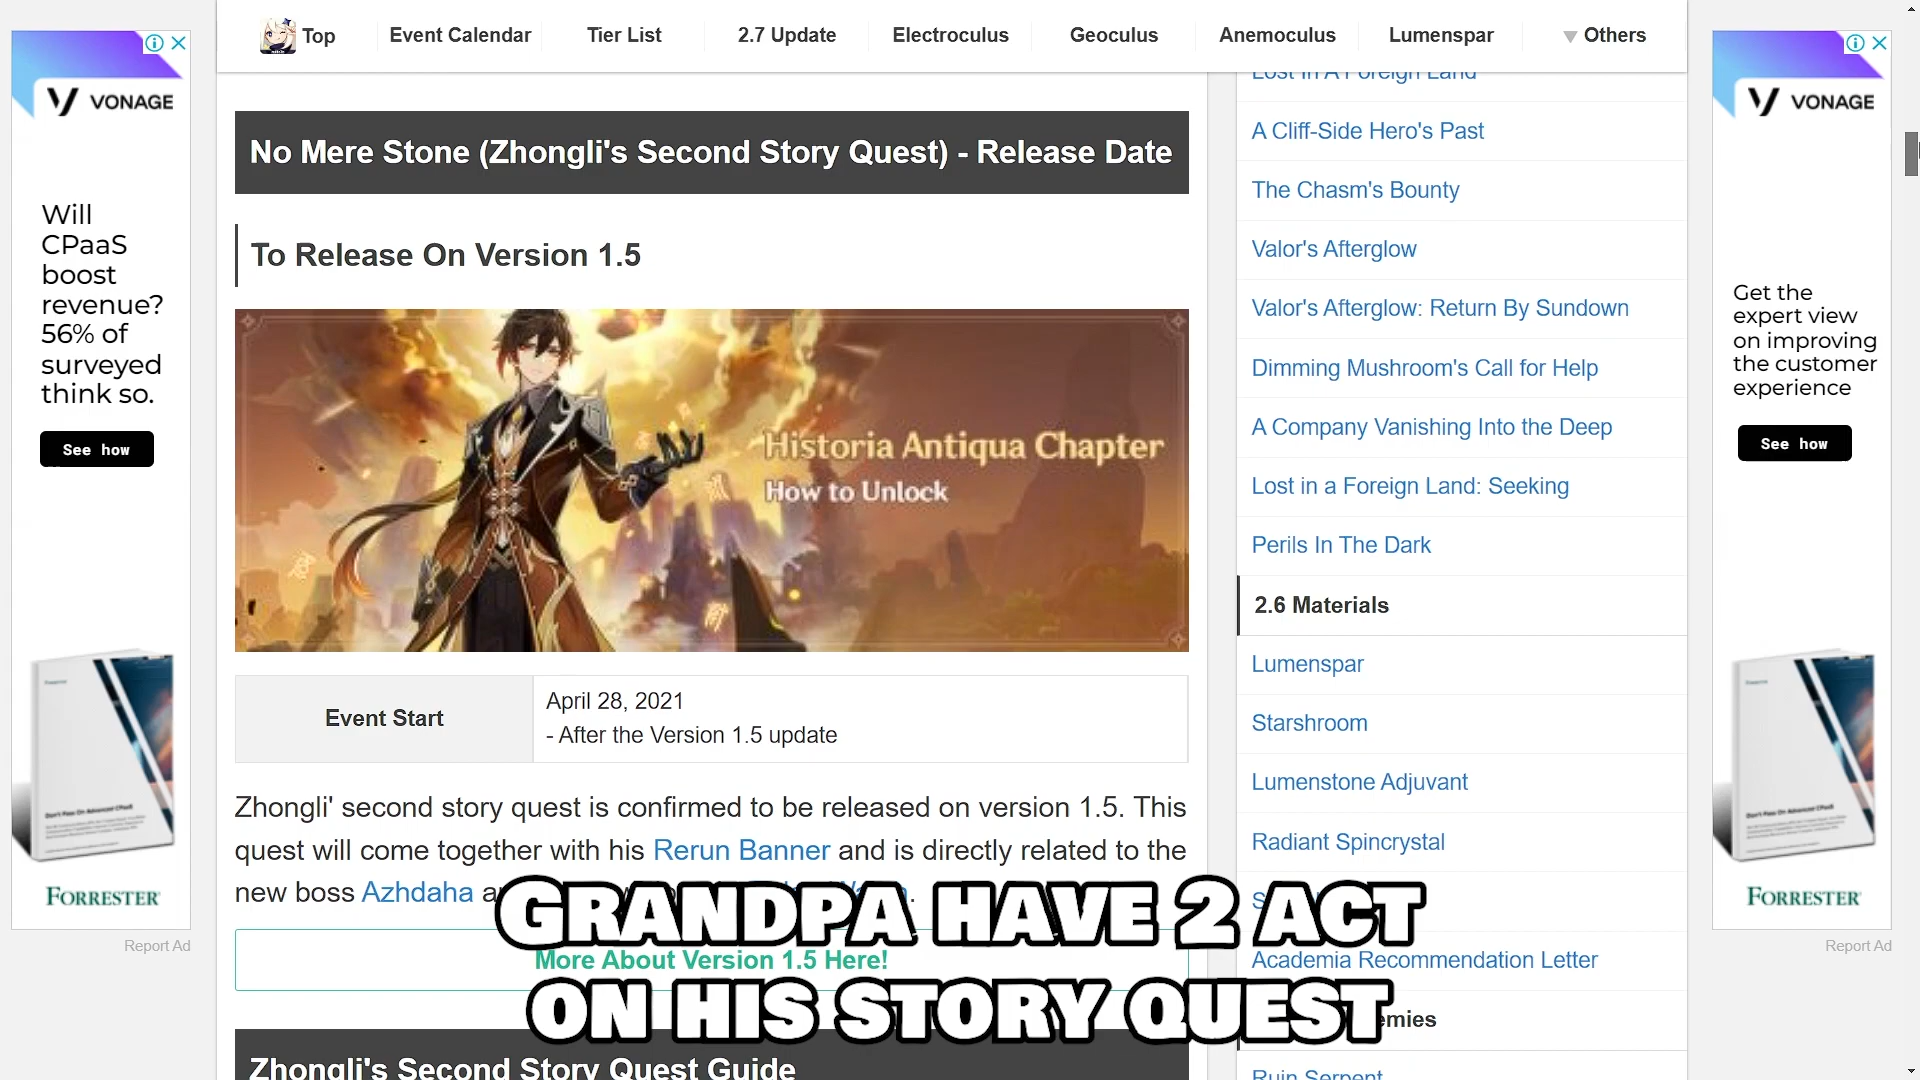 Top
Event Calendar
Tier List
2.7 Update
Electroculus
Geoculus
Anemoculus
Lumenspar
Others
VONAGE
Will
CPaaS
boost
revenue?
56% of
surveyed
think so.
See how
FORRESTER
Report Ad
No Mere Stone (Zhongli's Second Story Quest) - Release Date
To Release On Version 1.5
Historia Antiqua Chapter
How to Unlock
Event Start
April 28, 2021
- After the Version 1.5 update
Zhongli' second story quest is confirmed to be released on version 1.5. This
quest will come together with his Rerun Banner and is directly related to the
new boss Azhdaha
More About Version 1.5 Here!
GRANDPA HAVE 2 ACT
ON HIS STORY QUEST
Zhongli's Second Story Quest Guide
Lost In A Foreign Land
A Cliff-Side Hero's Past
The Chasm's Bounty
Valor's Afterglow
Valor's Afterglow: Return By Sundown
Dimming Mushroom's Call for Help
A Company Vanishing Into the Deep
Lost in a Foreign Land: Seeking
Perils In The Dark
2.6 Materials
Lumenspar
Starshroom
Lumenstone Adjuvant
Radiant Spincrystal
Academia Recommendation Letter
Ruin Serpent
VONAGE
Get the
expert view
on improving
the customer
experience
See how
FORRESTER
Report Ad